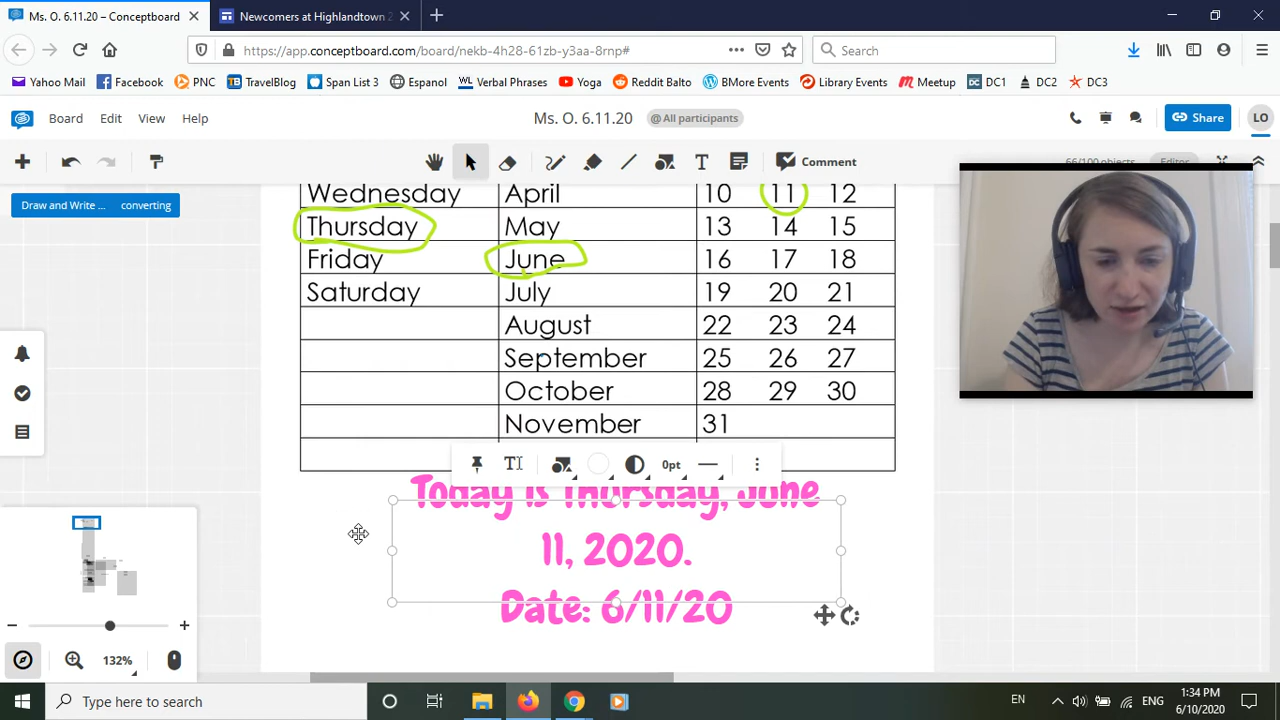 Ms. O. 6.11.20 – Conceptboard
Newcomers at Highlandtown
https://app.conceptboard.com/board/nekb-4h28-61zb-y3aa-8rnp#
Search
Yahoo Mail Facebook PNC TravelBlog Span List 3 Espanol Verbal Phrases Yoga Reddit Balto BMore Events Library Events Meetup DC1 DC2 DC3
Board Edit View Help
Ms. O. 6.11.20 @ All participants
Share
LO
Comment
66/100 objects
Editor
Draw and Write ... converting
Wednesday April 10 11 12
Thursday May 13 14 15
Friday June 16 17 18
Saturday July 19 20 21
August 22 23 24
September 25 26 27
October 28 29 30
November 31
0pt
Today is Thursday, June
11, 2020.
Date: 6/11/20
132%
Type here to search
EN
ENG
1:34 PM
6/10/2020